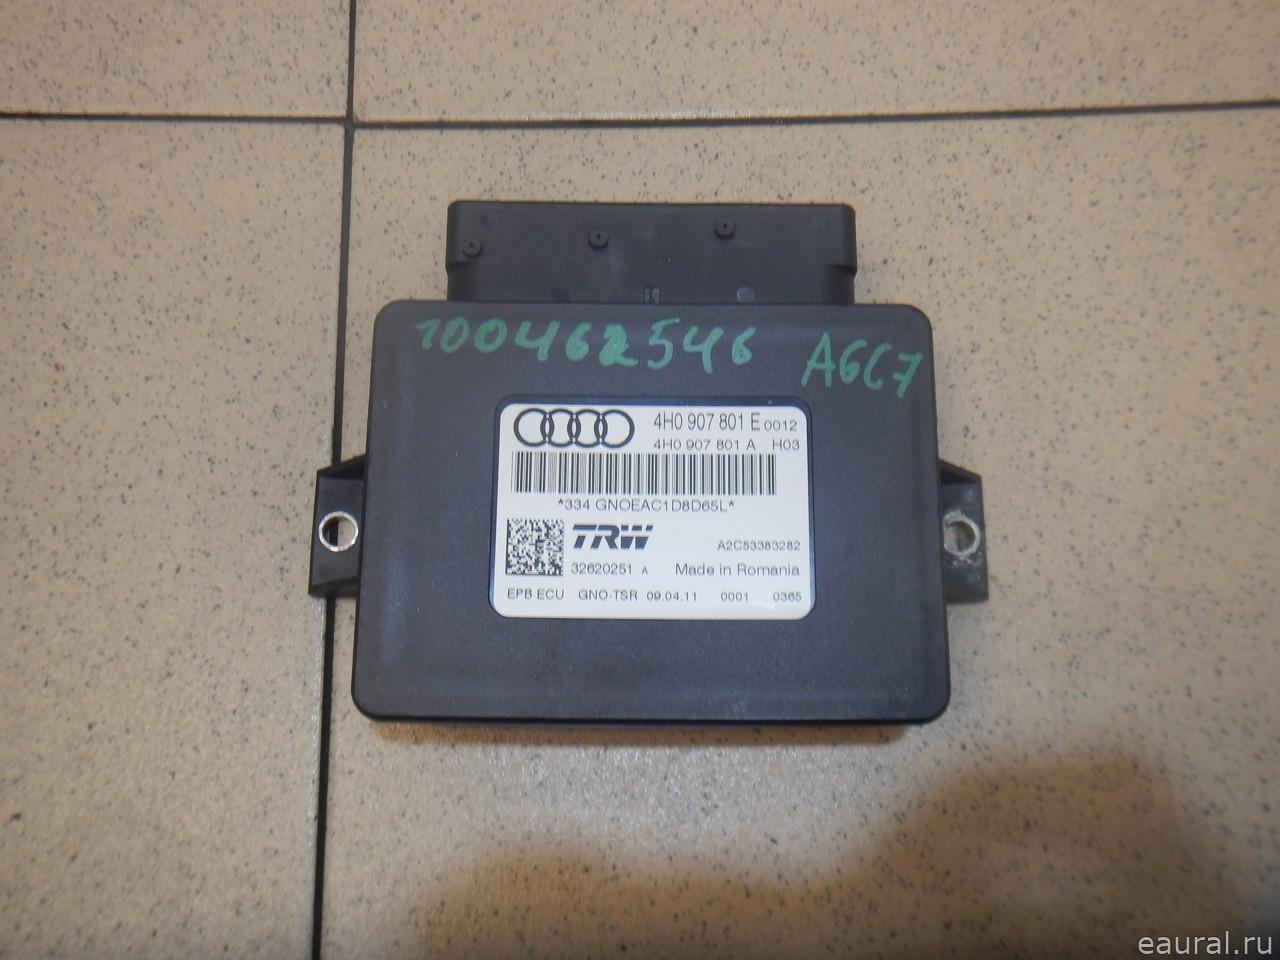 100462546 A6C7
4H0 907 801 E 0012
4H0 907 801 A H03
*334 GNOEAC1D8D65L*
TRW
A2C53383282
32620251 A Made in Romania
EPB ECU GNO-TSR 09.04.11 0001 0365
eaural.ru